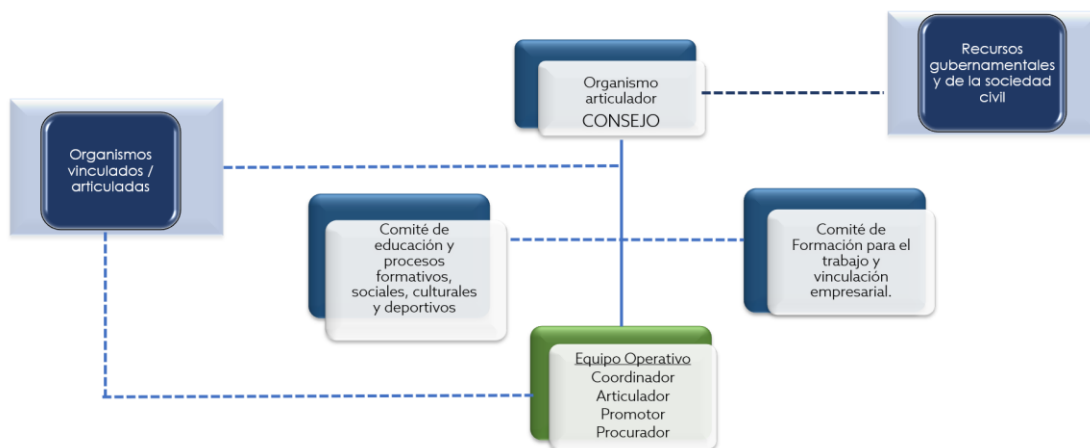 Organismo
articulador
CONSEJO
Recursos
gubernamentales
y de la sociedad
civil
Organismos
vinculados /
articuladas
Comité de
educación y
procesos
formativos,
sociales, culturales
y deportivos
Comité de
Formación para el
trabajo y
vinculación
empresarial.
Equipo Operativo
Coordinador
Articulador
Promotor
Procurador